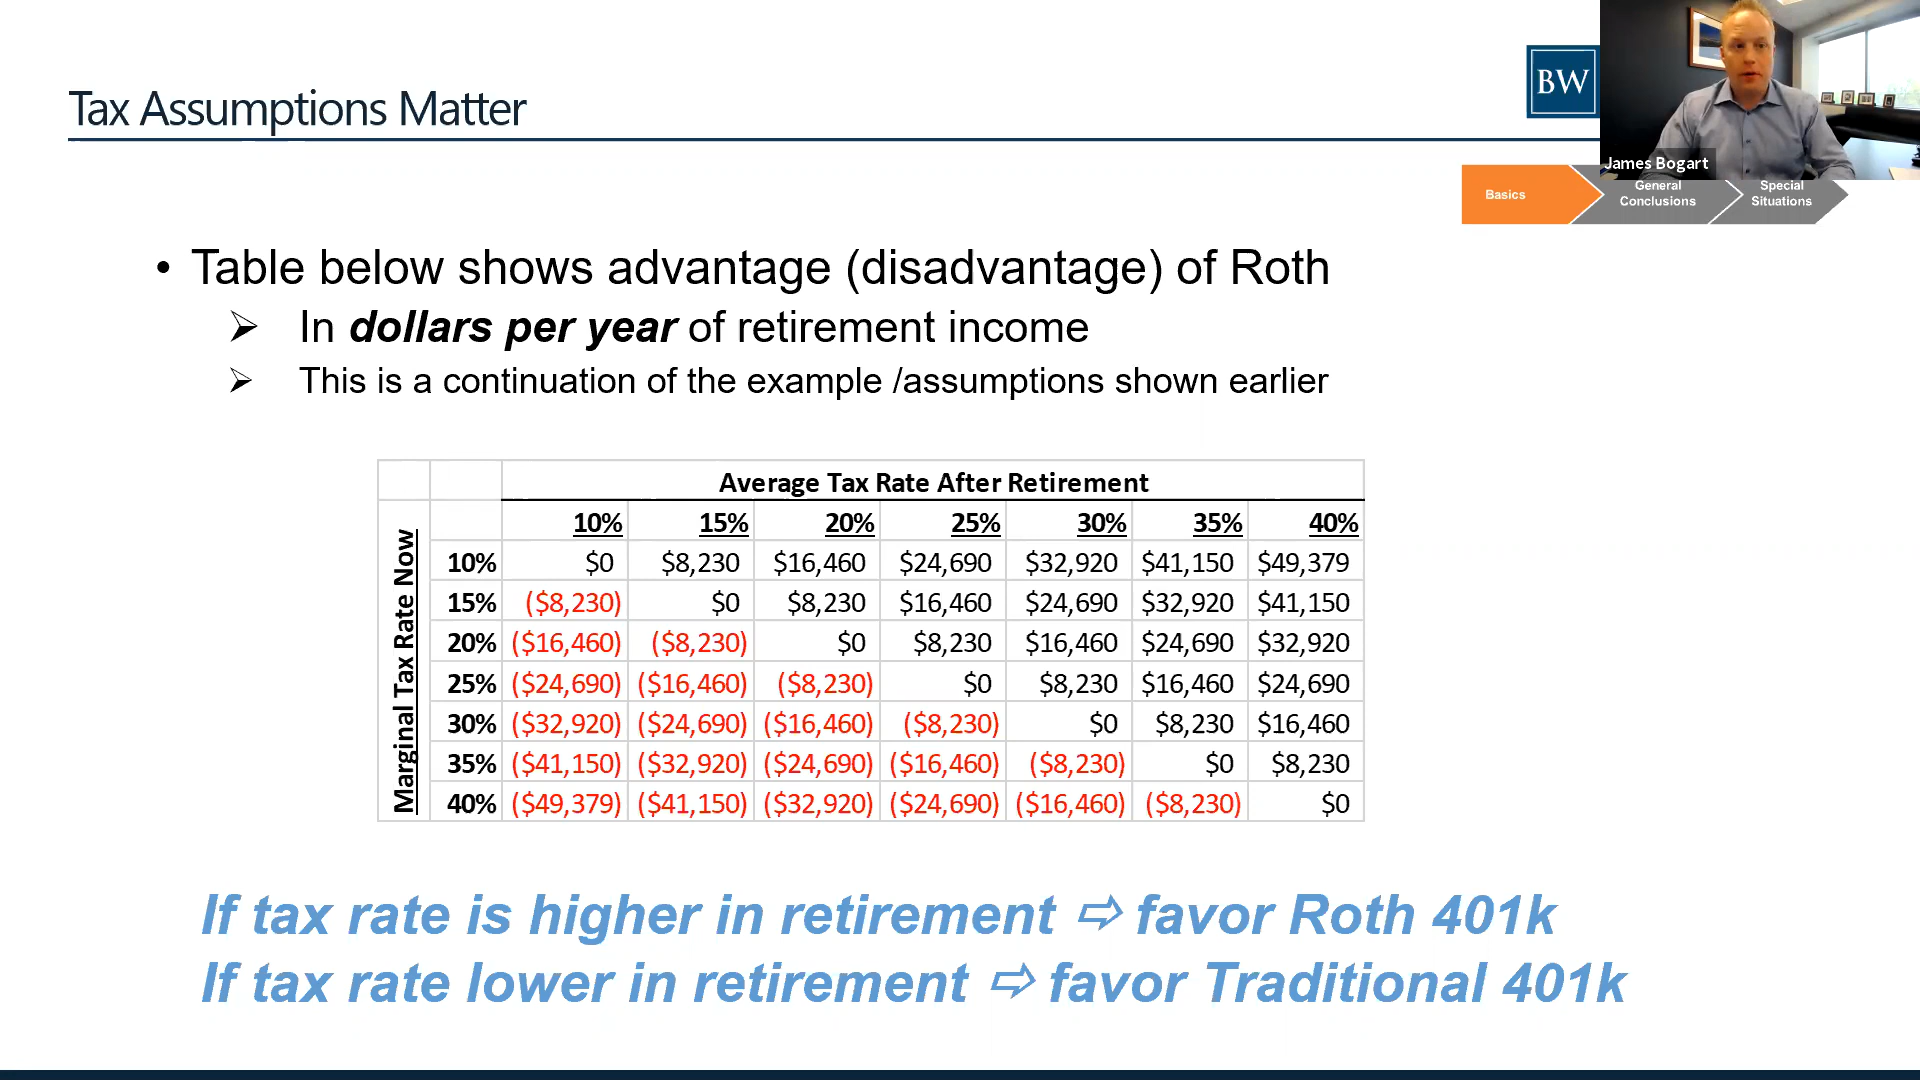 Tax Assumptions Matter
BW
James Bogart
Basics
General
Conclusions
Special
Situations
• Table below shows advantage (disadvantage) of Roth
In dollars per year of retirement income
This is a continuation of the example /assumptions shown earlier
Average Tax Rate After Retirement
Marginal Tax Rate Now
10% 15% 20% 25% 30% 35% 40%
10% $0 $8,230 $16,460 $24,690 $32,920 $41,150 $49,379
15% ($8,230) $0 $8,230 $16,460 $24,690 $32,920 $41,150
20% ($16,460) ($8,230) $0 $8,230 $16,460 $24,690 $32,920
25% ($24,690) ($16,460) ($8,230) $0 $8,230 $16,460 $24,690
30% ($32,920) ($24,690) ($16,460) ($8,230) $0 $8,230 $16,460
35% ($41,150) ($32,920) ($24,690) ($16,460) ($8,230) $0 $8,230
40% ($49,379) ($41,150) ($32,920) ($24,690) ($16,460) ($8,230) $0
If tax rate is higher in retirement ⇨ favor Roth 401k
If tax rate lower in retirement ⇨ favor Traditional 401k